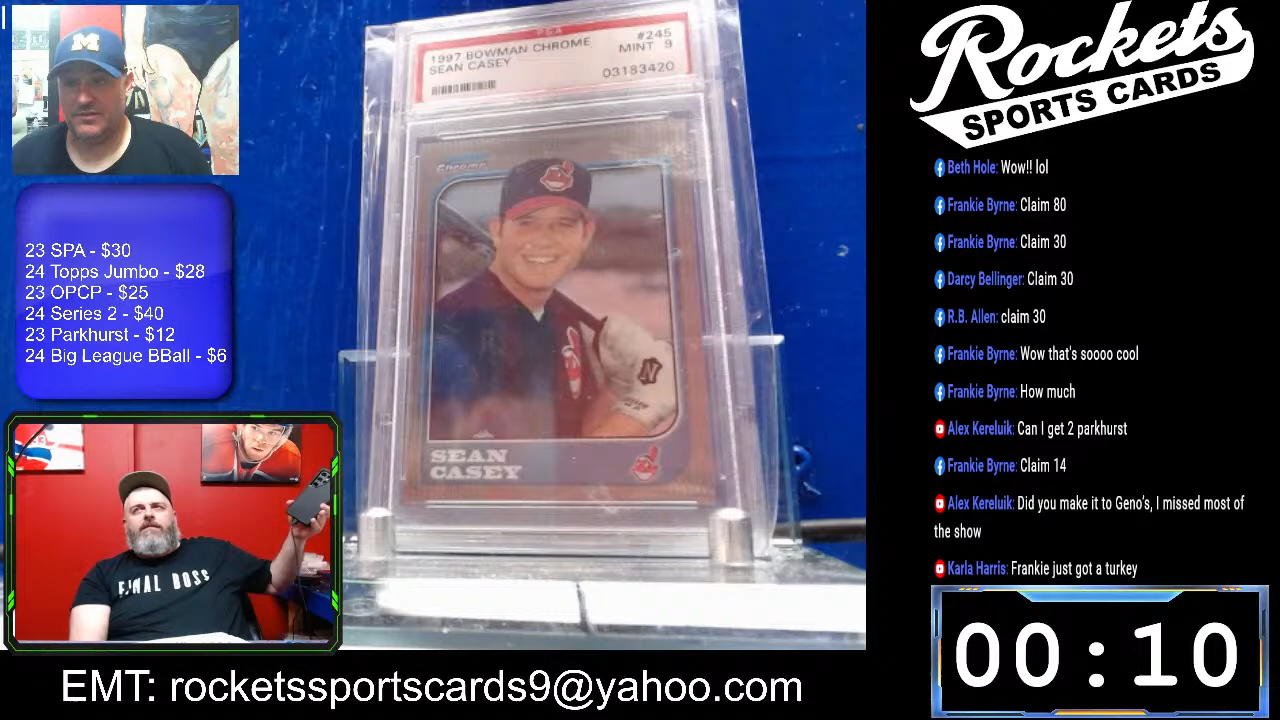 PSA
1997 BOWMAN CHROME
SEAN CASEY
#245
MINT 9
03183420
Chrome
N
SEAN
CASEY
M
23 SPA - $30
24 Topps Jumbo - $28
23 OPCP - $25
24 Series 2 - $40
23 Parkhurst - $12
24 Big League BBall - $6
FINAL BOSS
Rockets
SPORTS CARDS
Beth Hole: Wow!! lol
Frankie Byrne: Claim 80
Frankie Byrne: Claim 30
Darcy Bellinger: Claim 30
R.B. Allen: claim 30
Frankie Byrne: Wow that's soooo cool
Frankie Byrne: How much
Alex Kereluik: Can I get 2 parkhurst
Frankie Byrne: Claim 14
Alex Kereluik: Did you make it to Geno's, I missed most of
the show
Karla Harris: Frankie just got a turkey
00:10
EMT: rocketssportscards9@yahoo.com